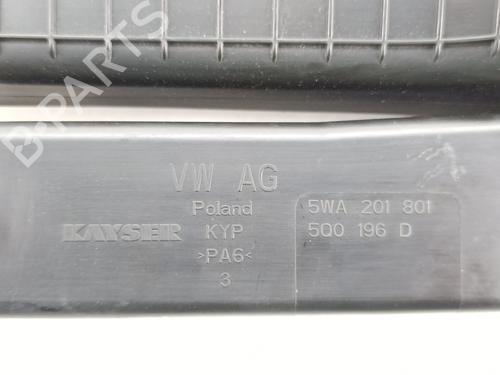 B-PARTS
VW AG
Poland
KAYSER KYP
>PA6<
3
5WA 201 801
500 196 D